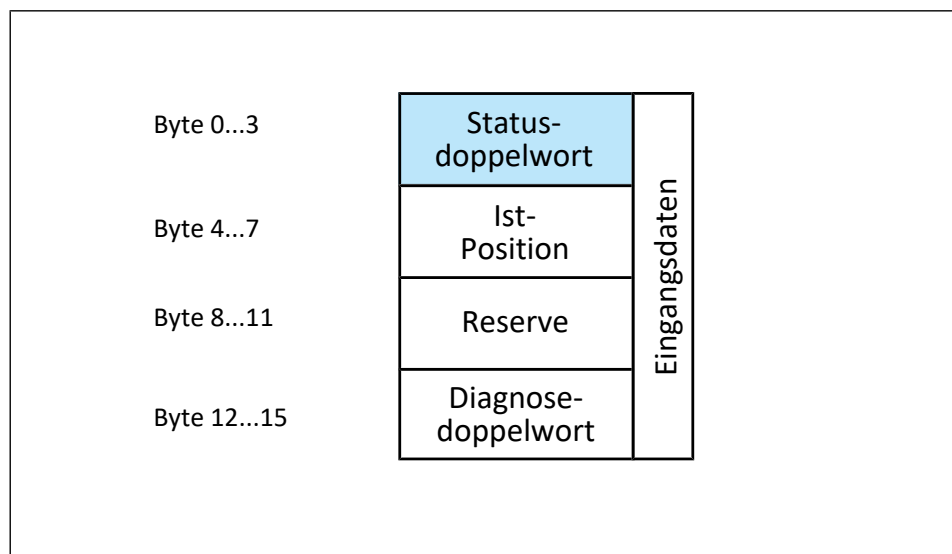 Byte 0...3
Status-
doppelwort
Byte 4...7
Ist-
Position
Byte 8...11
Reserve
Byte 12...15
Diagnose-
doppelwort
Eingangsdaten